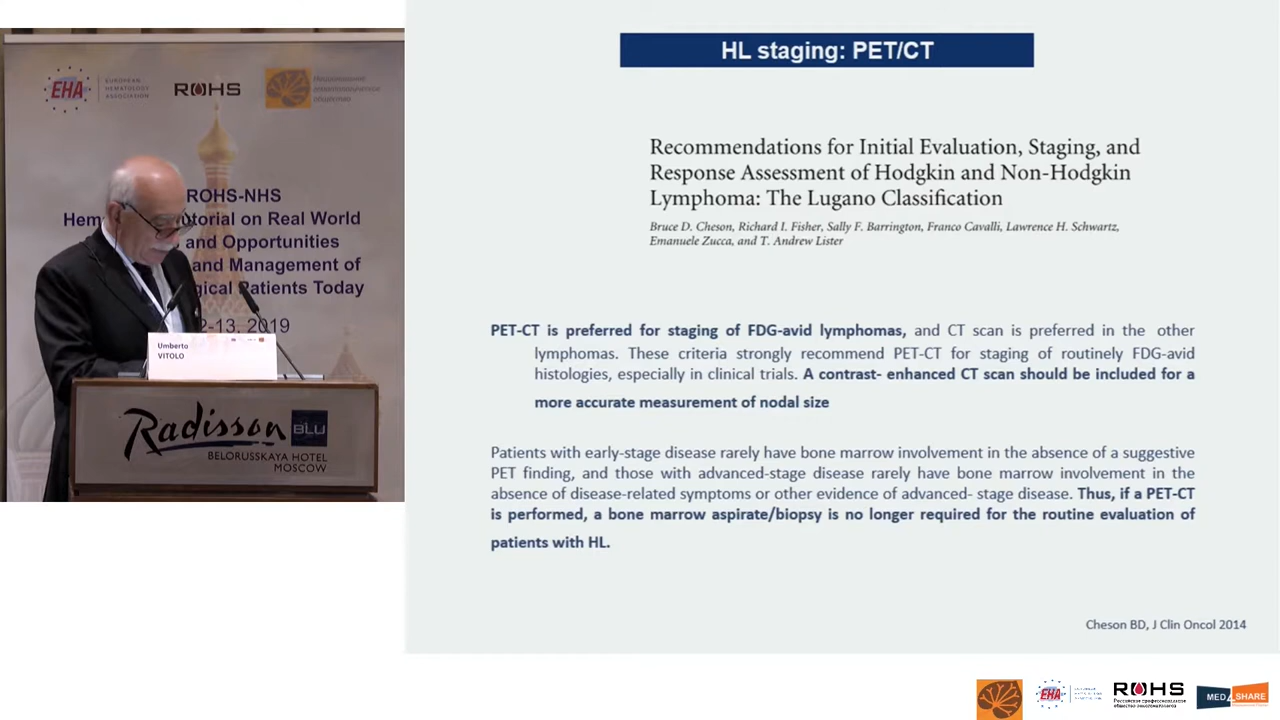 EHA
EUROPEAN
HEMATOLOGY
ASSOCIATION
ROHS
ROHS-NHS
Hem torial on Real World
and Opportunities
and Management of
gical Patients Today
2-13, 2019
Umberto
VITOLO
Radisson
BLU
BELORUSSKAYA HOTEL
MOSCOW
HL staging: PET/CT
Recommendations for Initial Evaluation, Staging, and
Response Assessment of Hodgkin and Non-Hodgkin
Lymphoma: The Lugano Classification
Bruce D. Cheson, Richard I. Fisher, Sally F. Barrington, Franco Cavalli, Lawrence H. Schwartz,
Emanuele Zucca, and T. Andrew Lister
PET-CT is preferred for staging of FDG-avid lymphomas, and CT scan is preferred in the other
lymphomas. These criteria strongly recommend PET-CT for staging of routinely FDG-avid
histologies, especially in clinical trials. A contrast- enhanced CT scan should be included for a
more accurate measurement of nodal size
Patients with early-stage disease rarely have bone marrow involvement in the absence of a suggestive
PET finding, and those with advanced-stage disease rarely have bone marrow involvement in the
absence of disease-related symptoms or other evidence of advanced- stage disease. Thus, if a PET-CT
is performed, a bone marrow aspirate/biopsy is no longer required for the routine evaluation of
patients with HL.
Cheson BD, J Clin Oncol 2014
EHA
ROHS
Российское профессиональное
общество онкогематологов
MED
SHARE